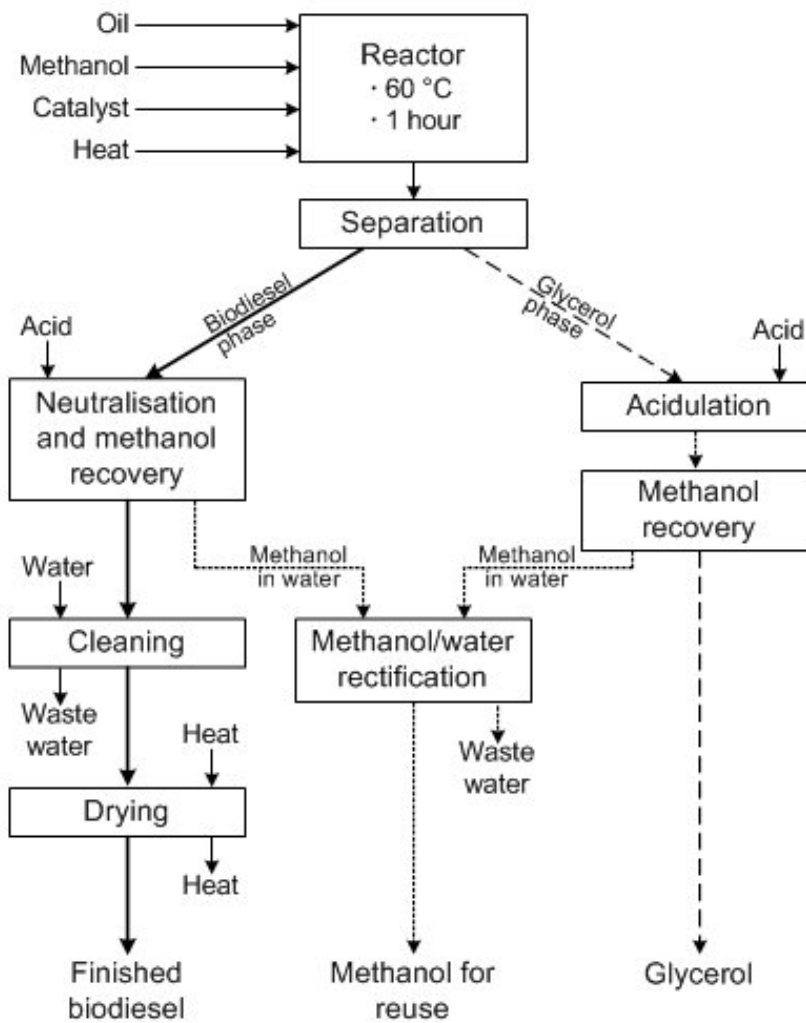 Oil
Methanol
Catalyst
Heat
Reactor
· 60 °C
· 1 hour
Separation
Biodiesel
phase
Glycerol
phase
Acid
Acid
Neutralisation
and methanol
recovery
Acidulation
Methanol
recovery
Methanol
in water
Methanol
in water
Water
Cleaning
Methanol/water
rectification
Waste
water
Heat
Waste
water
Drying
Heat
Finished
biodiesel
Methanol for
reuse
Glycerol